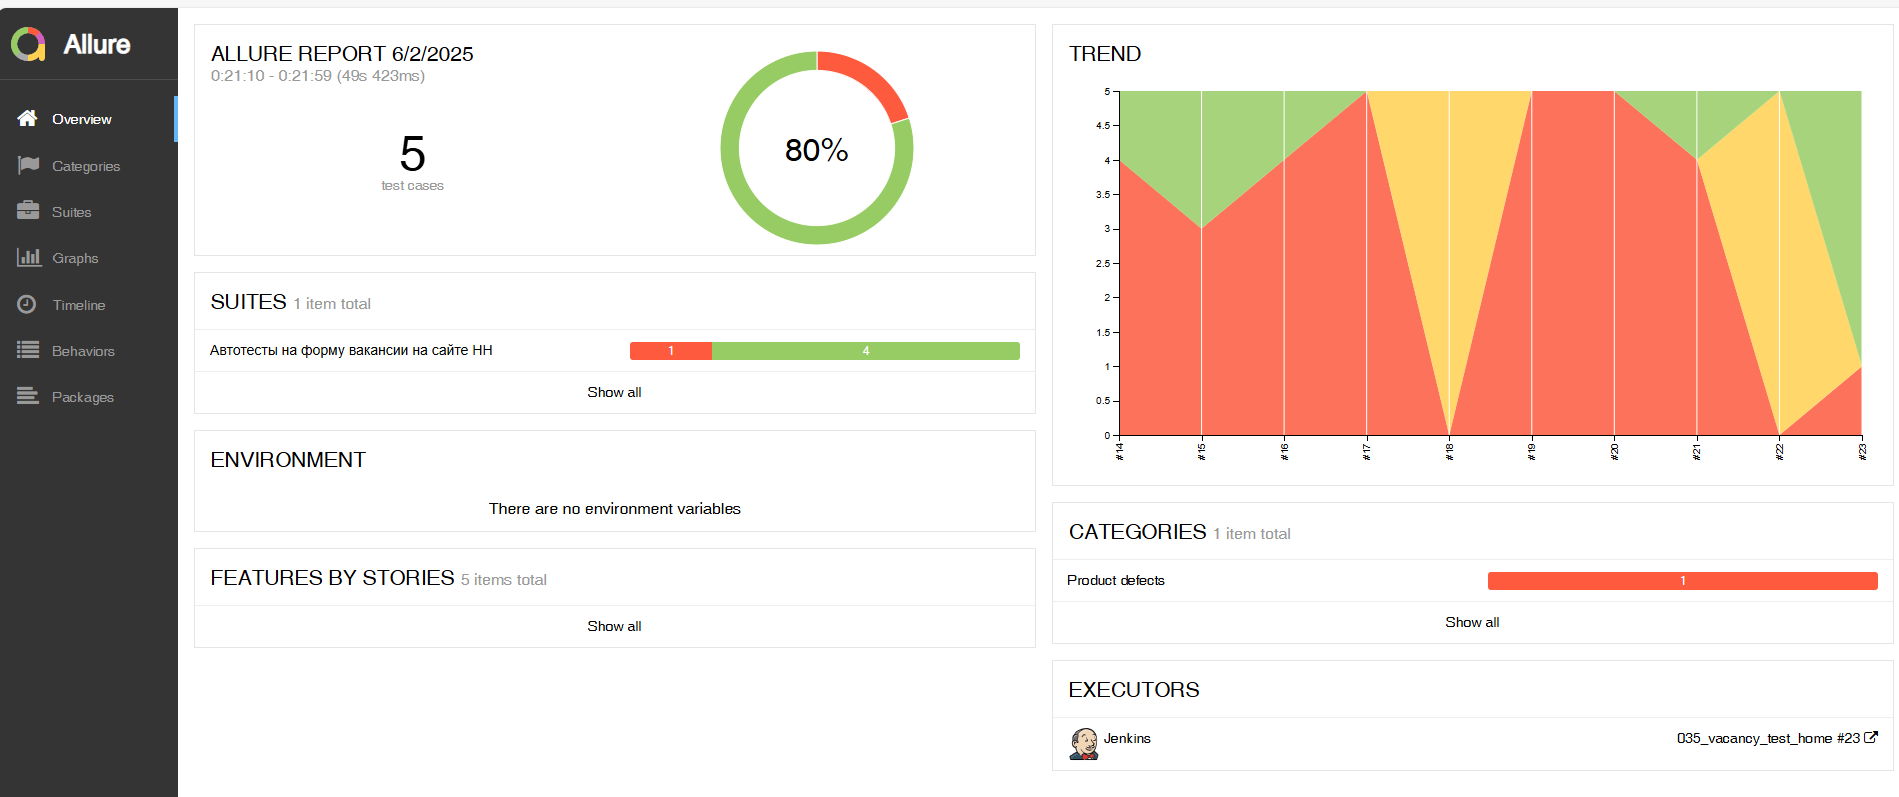 Allure
Overview
Categories
Suites
Graphs
Timeline
Behaviors
Packages
ALLURE REPORT 6/2/2025
0:21:10 - 0:21:59 (49s 423ms)
5
test cases
80%
SUITES 1 item total
Автотесты на форму вакансии на сайте HH
1 4
Show all
ENVIRONMENT
There are no environment variables
FEATURES BY STORIES 5 items total
Show all
TREND
5
4.5
4
3.5
3
2.5
2
1.5
1
0.5
0
#14 #15 #16 #17 #18 #19 #20 #21 #22 #23
CATEGORIES 1 item total
Product defects 1
Show all
EXECUTORS
Jenkins 035_vacancy_test_home #23